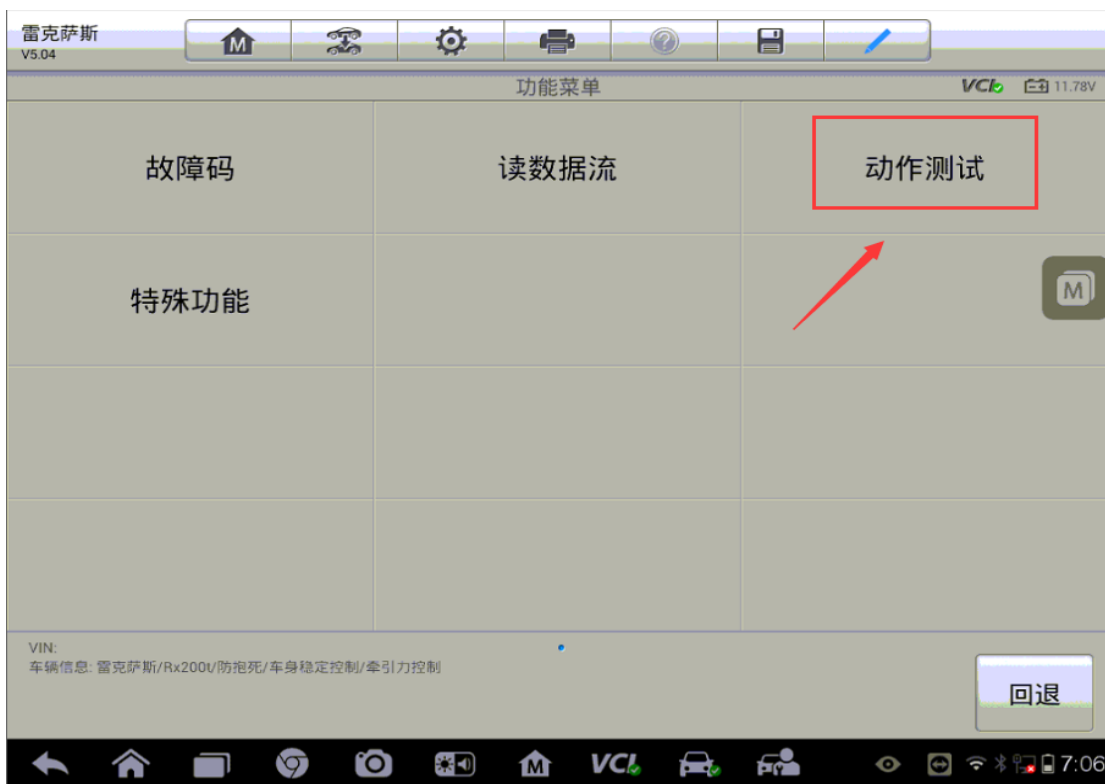 雷克萨斯
V5.04
M
功能菜单
VCI
11.78V
故障码
读数据流
动作测试
特殊功能
M
VIN:
车辆信息: 雷克萨斯/Rx200t/防抱死/车身稳定控制/牵引力控制
回退
M
VCI
7:06